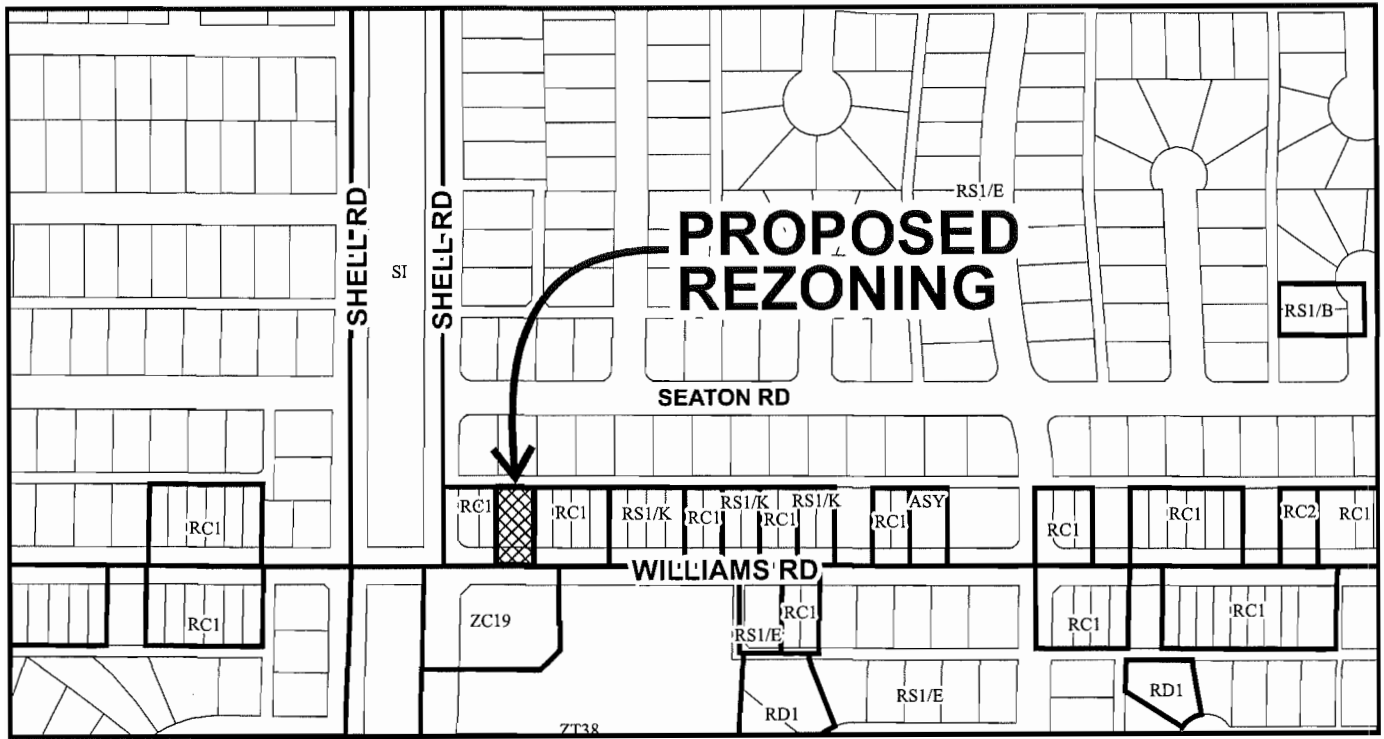 RS1/E
PROPOSED
REZONING
SHELL RD
SI
SHELL RD
RS1/B
SEATON RD
RC1
RC1
RC1
RS1/K
RC1
RS1/K
RC1
RS1/K
RC1
ASY
RC1
RC1
RC2
RC1
WILLIAMS RD
RC1
ZC19
RS1/E
RC1
RC1
RC1
RS1/E
RD1
RD1
ZT38